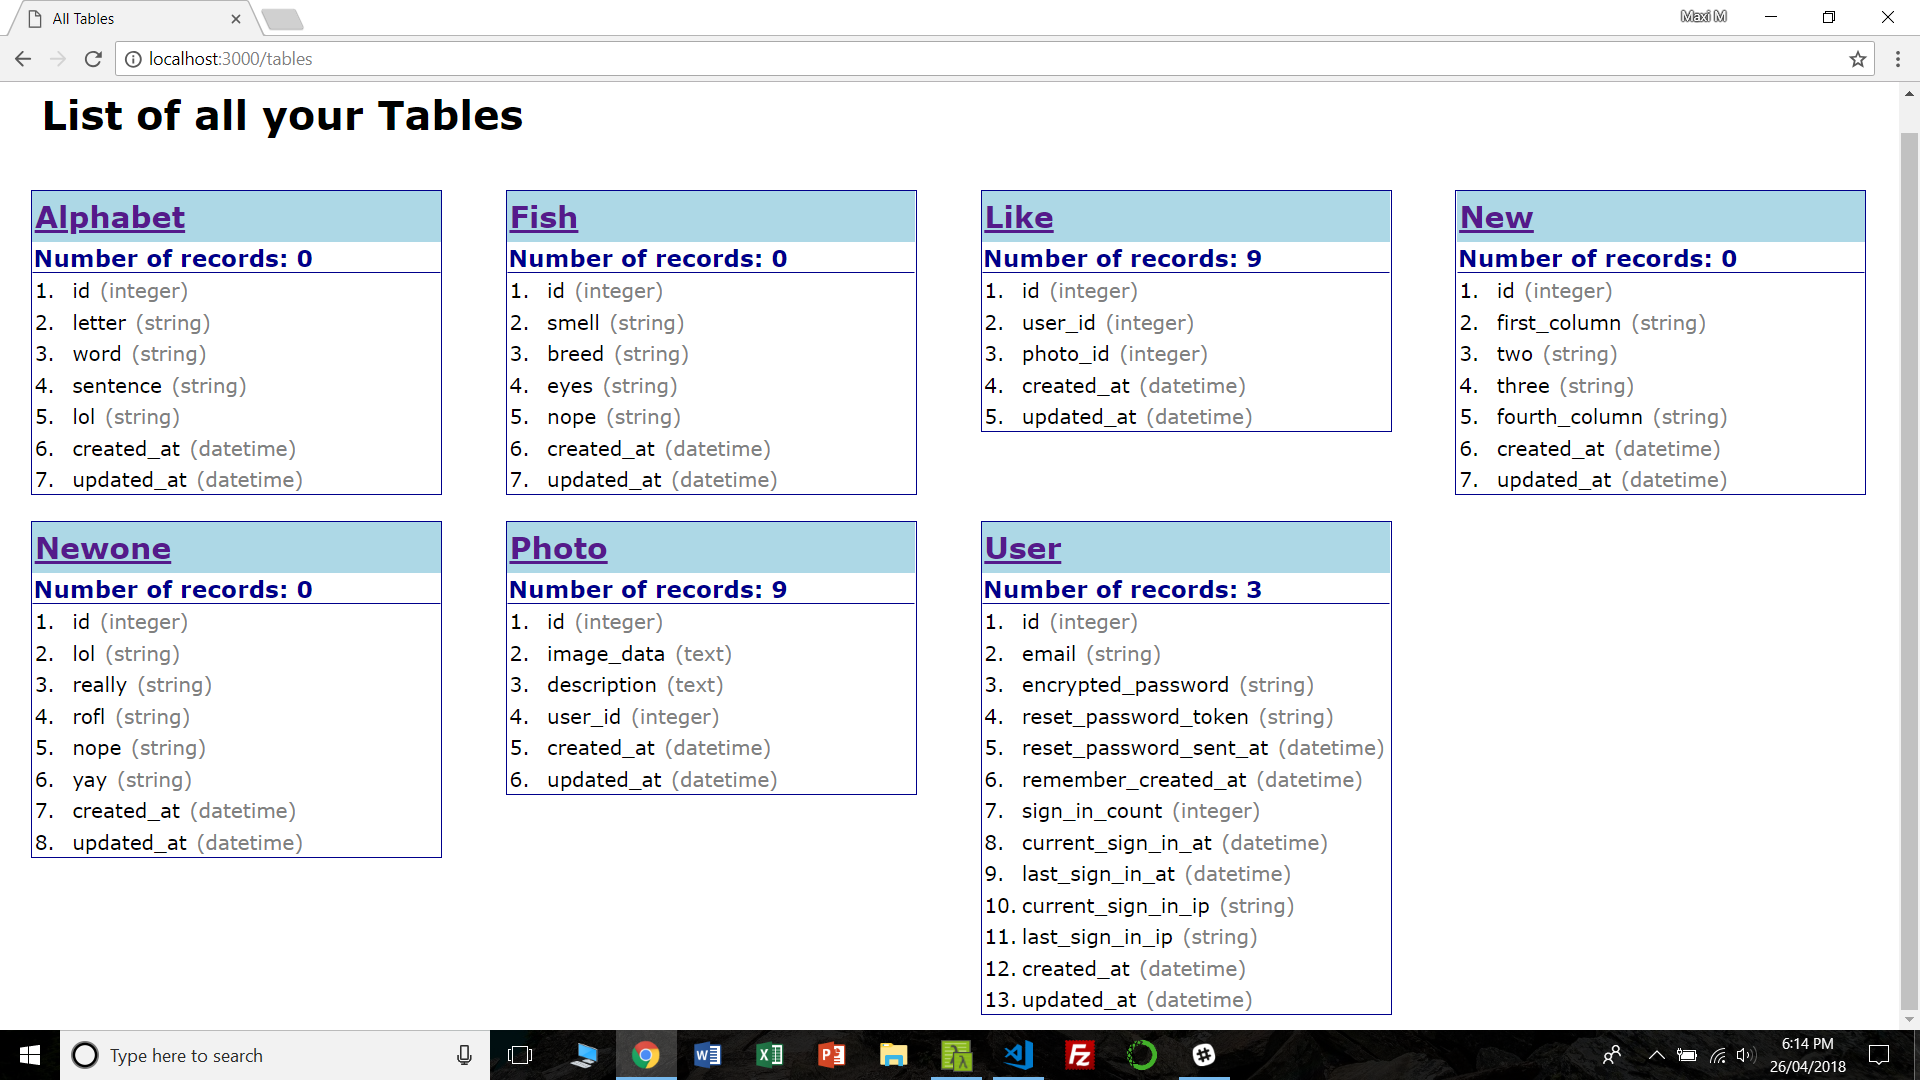 All Tables
Maxi M
localhost:3000/tables
List of all your Tables
Alphabet
Number of records: 0
1. id (integer)
2. letter (string)
3. word (string)
4. sentence (string)
5. lol (string)
6. created_at (datetime)
7. updated_at (datetime)
Fish
Number of records: 0
1. id (integer)
2. smell (string)
3. breed (string)
4. eyes (string)
5. nope (string)
6. created_at (datetime)
7. updated_at (datetime)
Like
Number of records: 9
1. id (integer)
2. user_id (integer)
3. photo_id (integer)
4. created_at (datetime)
5. updated_at (datetime)
New
Number of records: 0
1. id (integer)
2. first_column (string)
3. two (string)
4. three (string)
5. fourth_column (string)
6. created_at (datetime)
7. updated_at (datetime)
Newone
Number of records: 0
1. id (integer)
2. lol (string)
3. really (string)
4. rofl (string)
5. nope (string)
6. yay (string)
7. created_at (datetime)
8. updated_at (datetime)
Photo
Number of records: 9
1. id (integer)
2. image_data (text)
3. description (text)
4. user_id (integer)
5. created_at (datetime)
6. updated_at (datetime)
User
Number of records: 3
1. id (integer)
2. email (string)
3. encrypted_password (string)
4. reset_password_token (string)
5. reset_password_sent_at (datetime)
6. remember_created_at (datetime)
7. sign_in_count (integer)
8. current_sign_in_at (datetime)
9. last_sign_in_at (datetime)
10. current_sign_in_ip (string)
11. last_sign_in_ip (string)
12. created_at (datetime)
13. updated_at (datetime)
Type here to search
6:14 PM
26/04/2018